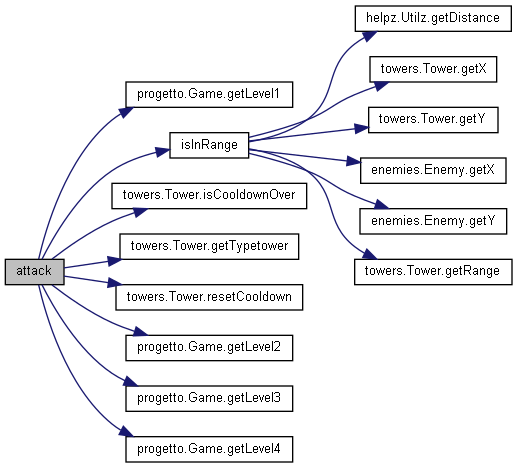 helpz.Utilz.getDistance
towers.Tower.getX
progetto.Game.getLevel1
towers.Tower.getY
isInRange
enemies.Enemy.getX
towers.Tower.isCooldownOver
enemies.Enemy.getY
towers.Tower.getTypetower
attack
towers.Tower.getRange
towers.Tower.resetCooldown
progetto.Game.getLevel2
progetto.Game.getLevel3
progetto.Game.getLevel4